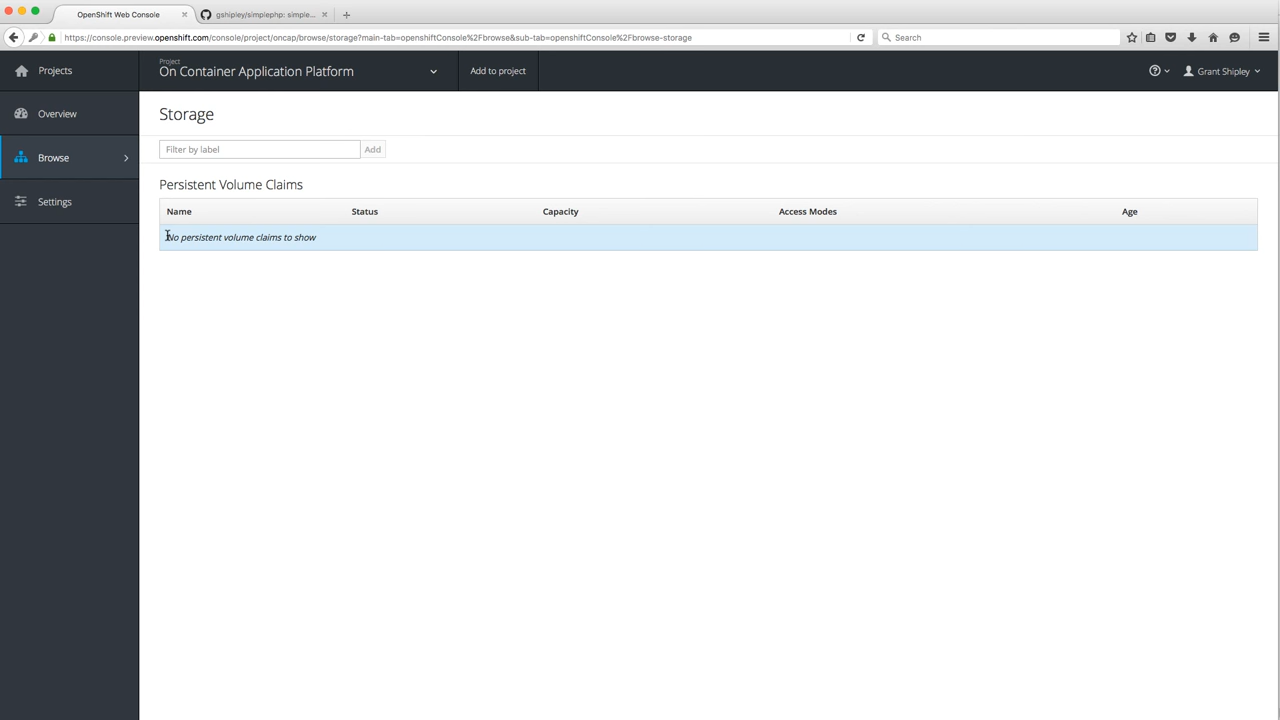 OpenShift Web Console
gshipley/simplephp: simple...
https://console.preview.openshift.com/console/project/oncap/browse/storage?main-tab=openshiftConsole%2Fbrowse&sub-tab=openshiftConsole%2Fbrowse-storage
Search
Projects
Project
On Container Application Platform
Add to project
Grant Shipley
Overview
Browse
Settings
Storage
Filter by label
Add
Persistent Volume Claims
Name Status Capacity Access Modes Age
No persistent volume claims to show